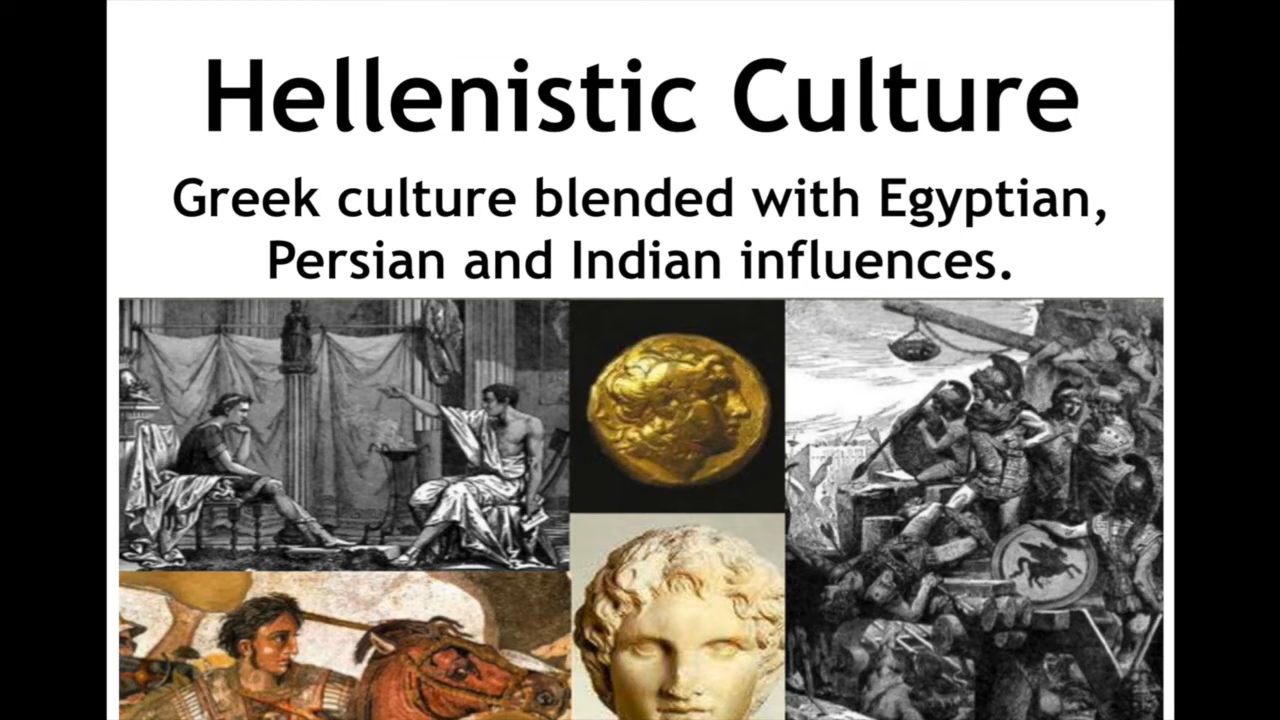 Hellenistic Culture
Greek culture blended with Egyptian,
Persian and Indian influences.